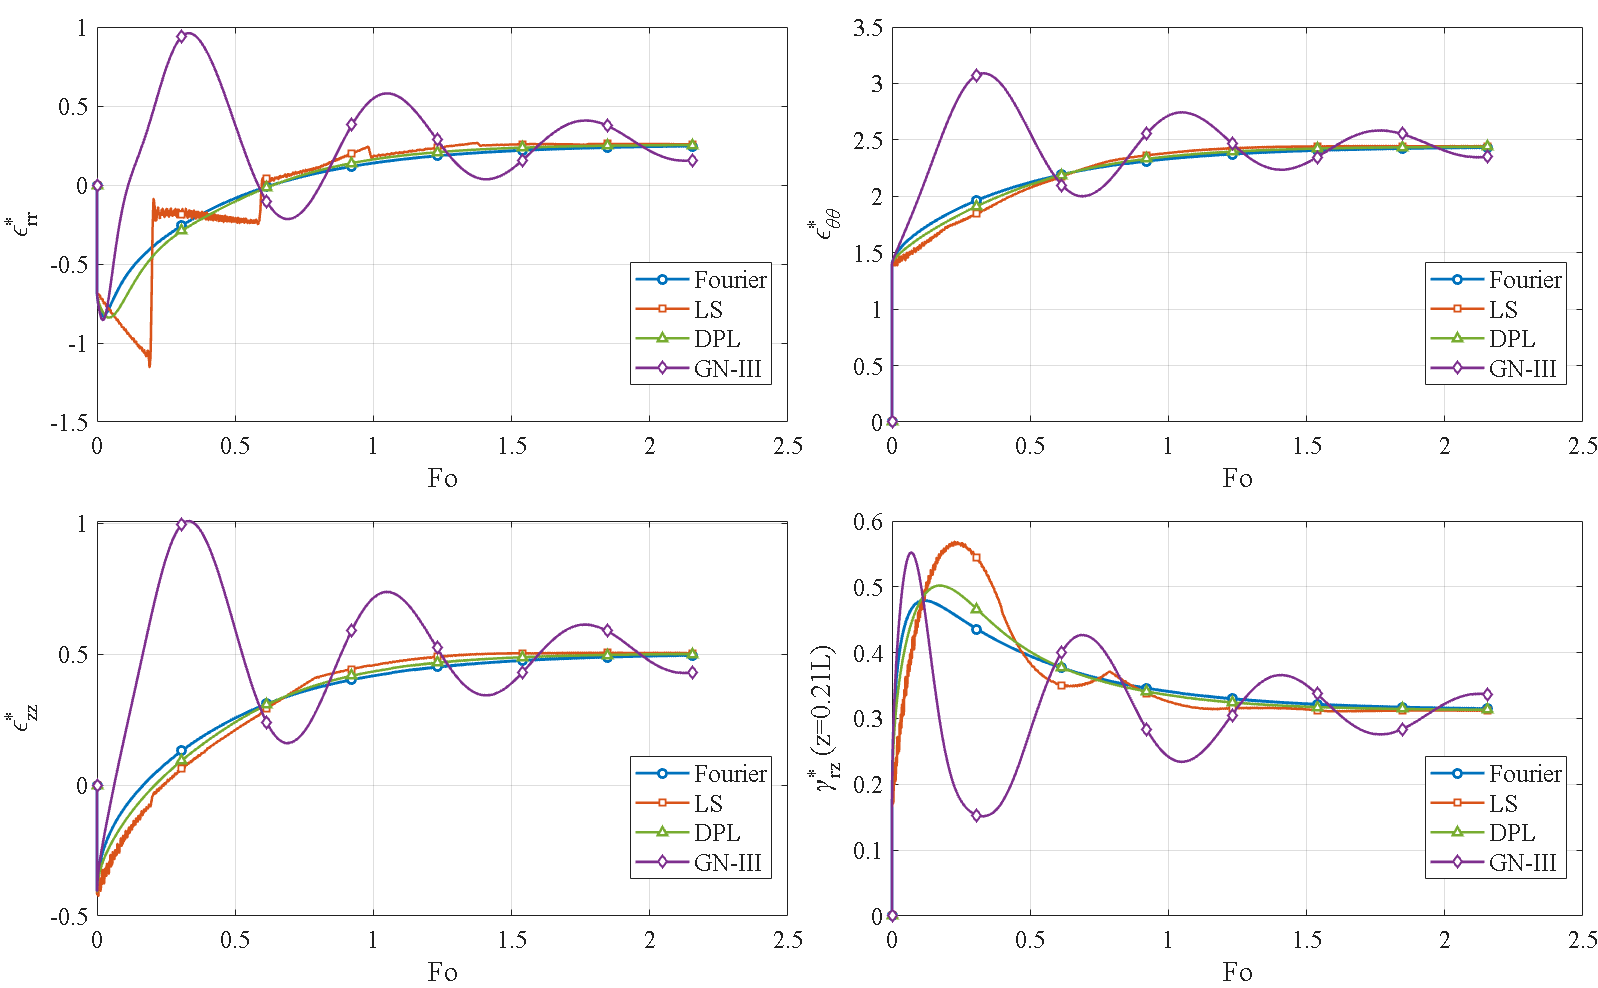 1
0.5
0
-0.5
-1
-1.5
ϵ*rr
0 0.5 1 1.5 2 2.5
Fo
Fourier
LS
DPL
GN-III
3.5
3
2.5
2
1.5
1
0.5
0
ϵ*θθ
0 0.5 1 1.5 2 2.5
Fo
Fourier
LS
DPL
GN-III
1
0.5
0
-0.5
ϵ*zz
0 0.5 1 1.5 2 2.5
Fo
Fourier
LS
DPL
GN-III
0.6
0.5
0.4
0.3
0.2
0.1
0
γ*rz (z=0.21L)
0 0.5 1 1.5 2 2.5
Fo
Fourier
LS
DPL
GN-III